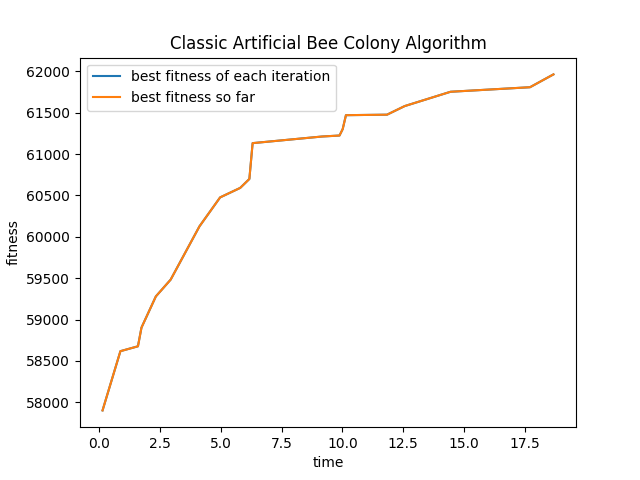 Classic Artificial Bee Colony Algorithm
best fitness of each iteration
best fitness so far
62000
61500
61000
60500
60000
59500
59000
58500
58000
fitness
0.0 2.5 5.0 7.5 10.0 12.5 15.0 17.5
time